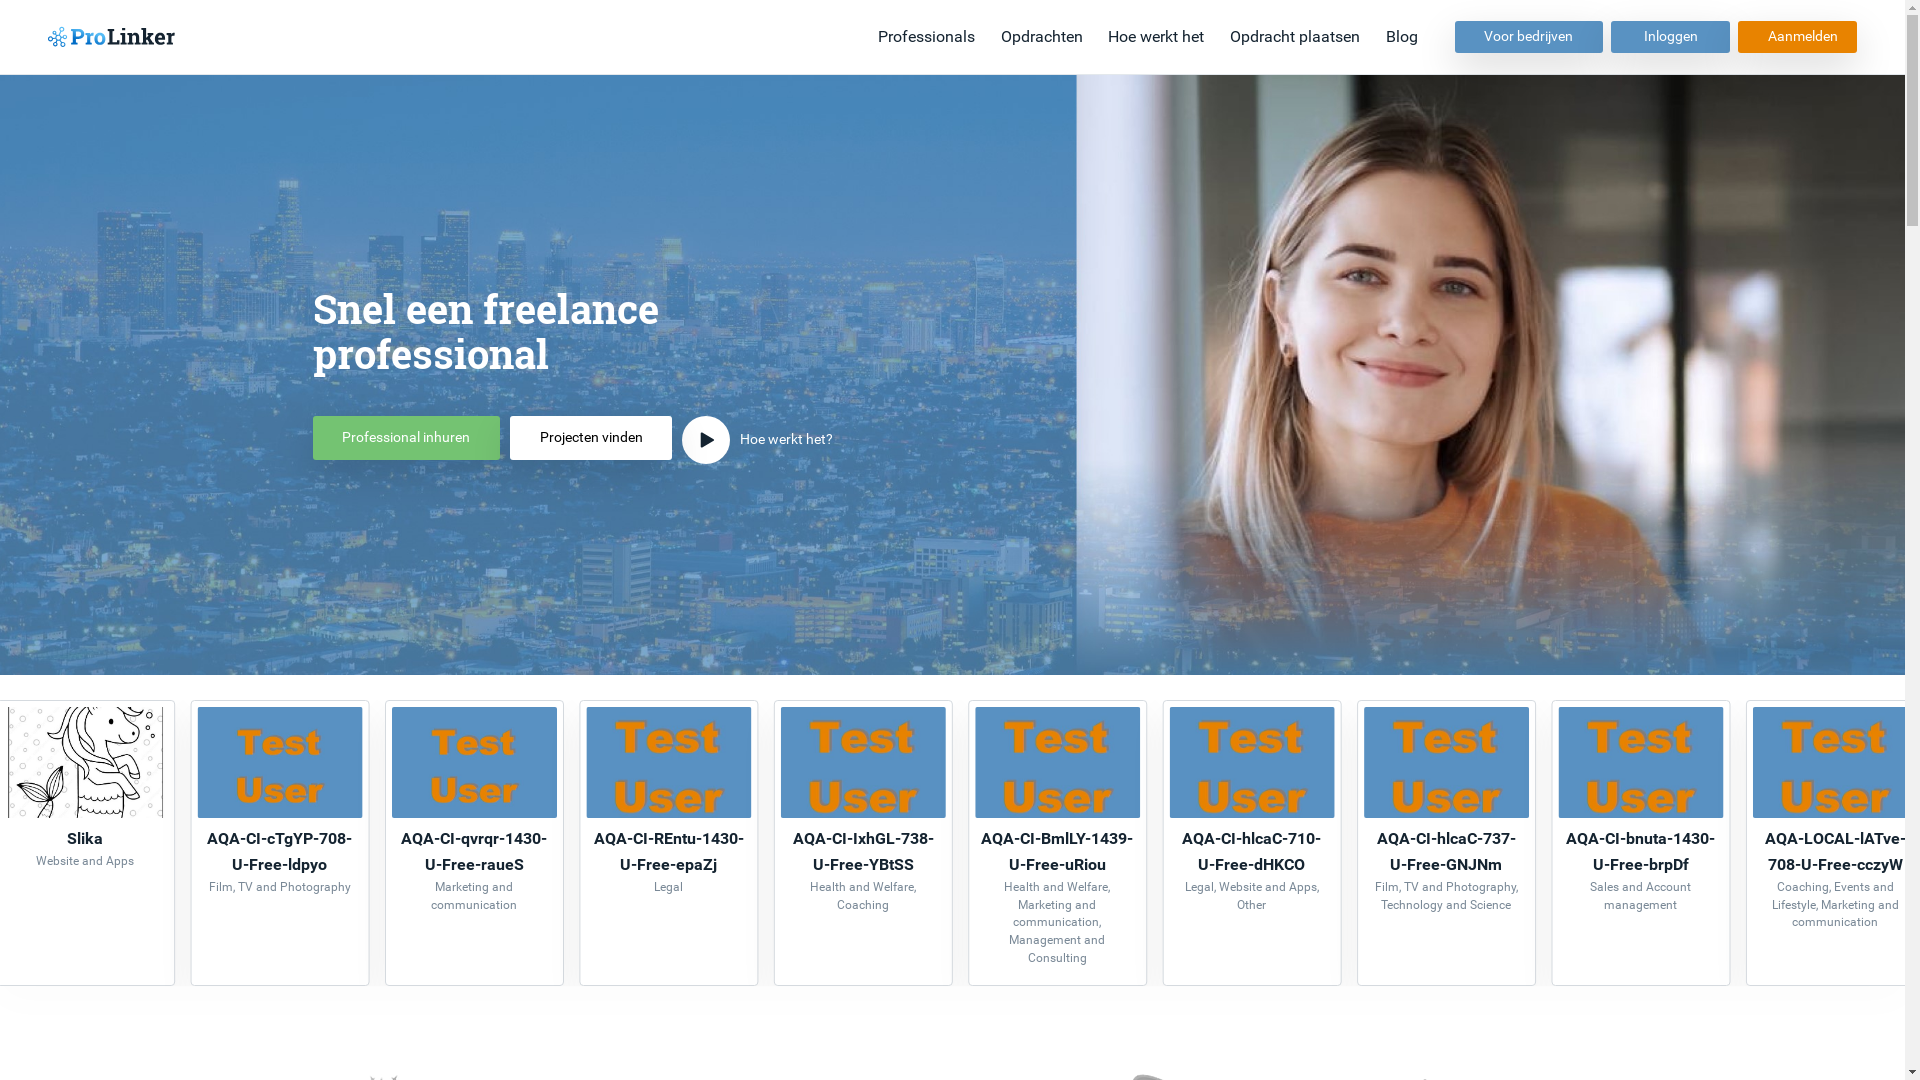 ProLinker
Professionals
Opdrachten
Hoe werkt het
Opdracht plaatsen
Blog
Voor bedrijven
Inloggen
Aanmelden
Snel een freelance
professional
Professional inhuren
Projecten vinden
Hoe werkt het?
Slika
Website and Apps
Test
User
AQA-CI-cTgYP-708-
U-Free-ldpyo
Film, TV and Photography
Test
User
AQA-CI-qvrqr-1430-
U-Free-raueS
Marketing and
communication
Test
User
AQA-CI-REntu-1430-
U-Free-epaZj
Legal
Test
User
AQA-CI-IxhGL-738-
U-Free-YBtSS
Health and Welfare,
Coaching
Test
User
AQA-CI-BmlLY-1439-
U-Free-uRiou
Health and Welfare,
Marketing and
communication,
Management and
Consulting
Test
User
AQA-CI-hlcaC-710-
U-Free-dHKCO
Legal, Website and Apps,
Other
Test
User
AQA-CI-hlcaC-737-
U-Free-GNJNm
Film, TV and Photography,
Technology and Science
Test
User
AQA-CI-bnuta-1430-
U-Free-brpDf
Sales and Account
management
Test
User
AQA-LOCAL-lATve-
708-U-Free-cczyW
Coaching, Events and
Lifestyle, Marketing and
communication